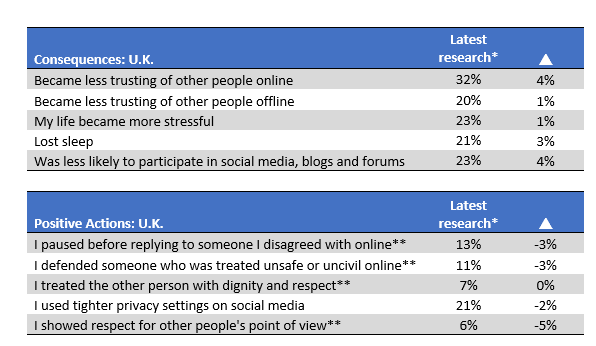 Latest
Consequences: U.K. research* ▲
Became less trusting of other people online 32% 4%
Became less trusting of other people offline 20% 1%
My life became more stressful 23% 1%
Lost sleep 21% 3%
Was less likely to participate in social media, blogs and forums 23% 4%
Latest
Positive Actions: U.K. research* ▲
I paused before replying to someone I disagreed with online** 13% -3%
I defended someone who was treated unsafe or uncivil online** 11% -3%
I treated the other person with dignity and respect** 7% 0%
I used tighter privacy settings on social media 21% -2%
I showed respect for other people's point of view** 6% -5%